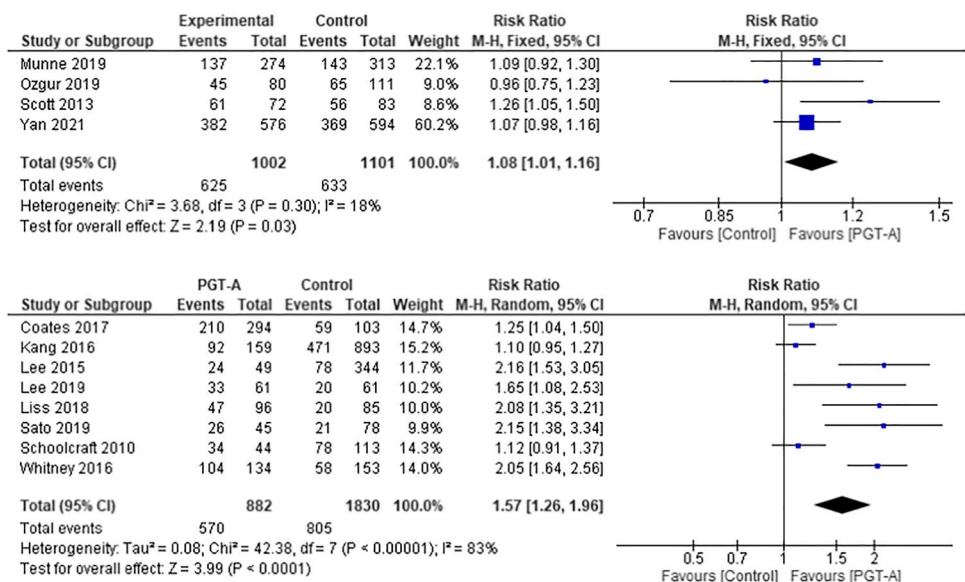 Experimental Control Risk Ratio Risk Ratio
Study or Subgroup Events Total Events Total Weight M-H, Fixed, 95% CI M-H, Fixed, 95% CI
Munne 2019 137 274 143 313 22.1% 1.09 [0.92, 1.30]
Ozgur 2019 45 80 65 111 9.0% 0.96 [0.75, 1.23]
Scott 2013 61 72 56 83 8.6% 1.26 [1.05, 1.50]
Yan 2021 382 576 369 594 60.2% 1.07 [0.98, 1.16]
Total (95% CI) 1002 1101 100.0% 1.08 [1.01, 1.16]
Total events 625 633
Heterogeneity: Chi² = 3.68, df = 3 (P = 0.30); I² = 18%
Test for overall effect: Z = 2.19 (P = 0.03)
0.7 0.85 1 1.2 1.5
Favours [Control] Favours [PGT-A]
PGT-A Control Risk Ratio Risk Ratio
Study or Subgroup Events Total Events Total Weight M-H, Random, 95% CI M-H, Random, 95% CI
Coates 2017 210 294 59 103 14.7% 1.25 [1.04, 1.50]
Kang 2016 92 159 471 893 15.2% 1.10 [0.95, 1.27]
Lee 2015 24 49 78 344 11.7% 2.16 [1.53, 3.05]
Lee 2019 33 61 20 61 10.2% 1.65 [1.08, 2.53]
Liss 2018 47 96 20 85 10.0% 2.08 [1.35, 3.21]
Sato 2019 26 45 21 78 9.9% 2.15 [1.38, 3.34]
Schoolcraft 2010 34 44 78 113 14.3% 1.12 [0.91, 1.37]
Whitney 2016 104 134 58 153 14.0% 2.05 [1.64, 2.56]
Total (95% CI) 882 1830 100.0% 1.57 [1.26, 1.96]
Total events 570 805
Heterogeneity: Tau² = 0.08; Chi² = 42.38, df = 7 (P < 0.00001); I² = 83%
Test for overall effect: Z = 3.99 (P < 0.0001)
0.5 0.7 1 1.5 2
Favours [Control] Favours [PGT-A]